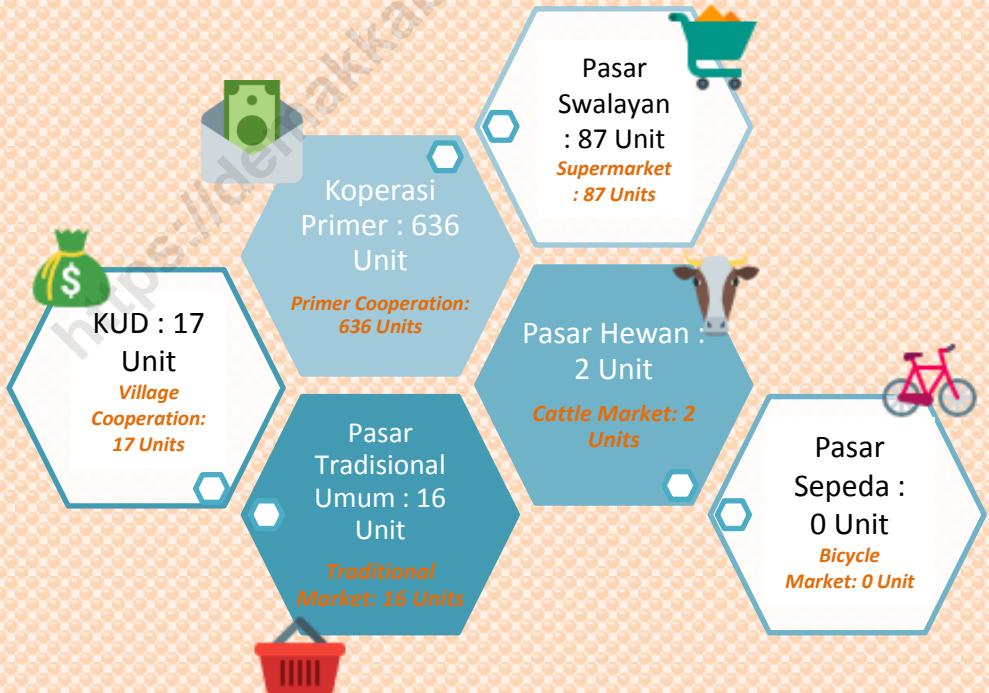 Pasar
Swalayan
: 87 Unit
Supermarket
: 87 Units
Koperasi
Primer : 636
Unit
Primer Cooperation:
636 Units
KUD : 17
Unit
Village
Cooperation:
17 Units
Pasar Hewan :
2 Unit
Cattle Market: 2
Units
Pasar
Tradisional
Umum : 16
Unit
Traditional
Market: 16 Units
Pasar
Sepeda :
0 Unit
Bicycle
Market: 0 Unit
$
https://demakka